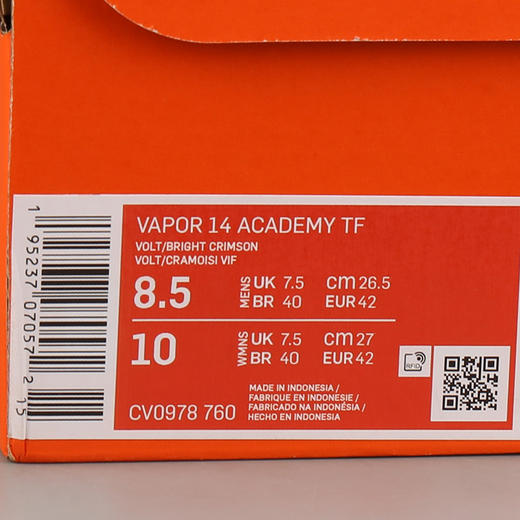 VAPOR 14 ACADEMY TF
VOLT/BRIGHT CRIMSON
VOLT/CRAMOISI VIF
8.5 MENS UK 7.5 cm 26.5
BR 40 EUR 42
10 WMNS UK 7.5 cm 27
BR 40 EUR 42
RFID
MADE IN INDONESIA /
FABRIQUE EN INDONESIE /
FABRICADO NA INDONÉSIA /
HECHO EN INDONESIA
CV0978 760
1 95237 07057 2 15